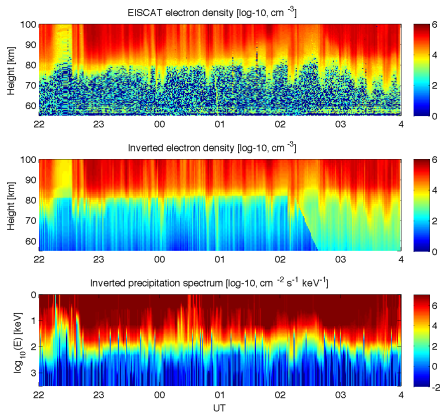 EISCAT electron density [log-10, cm -3]
Height [km]
100
90
80
70
60
22 23 00 01 02 03 4
6
4
2
0
Inverted electron density [log-10, cm -3]
Height [km]
100
90
80
70
60
22 23 00 01 02 03 4
6
4
2
0
Inverted precipitation spectrum [log-10, cm -2 s-1 keV-1]
log10(E) [keV]
0
1
2
3
22 23 00 01 02 03 4
UT
6
4
2
0
-2